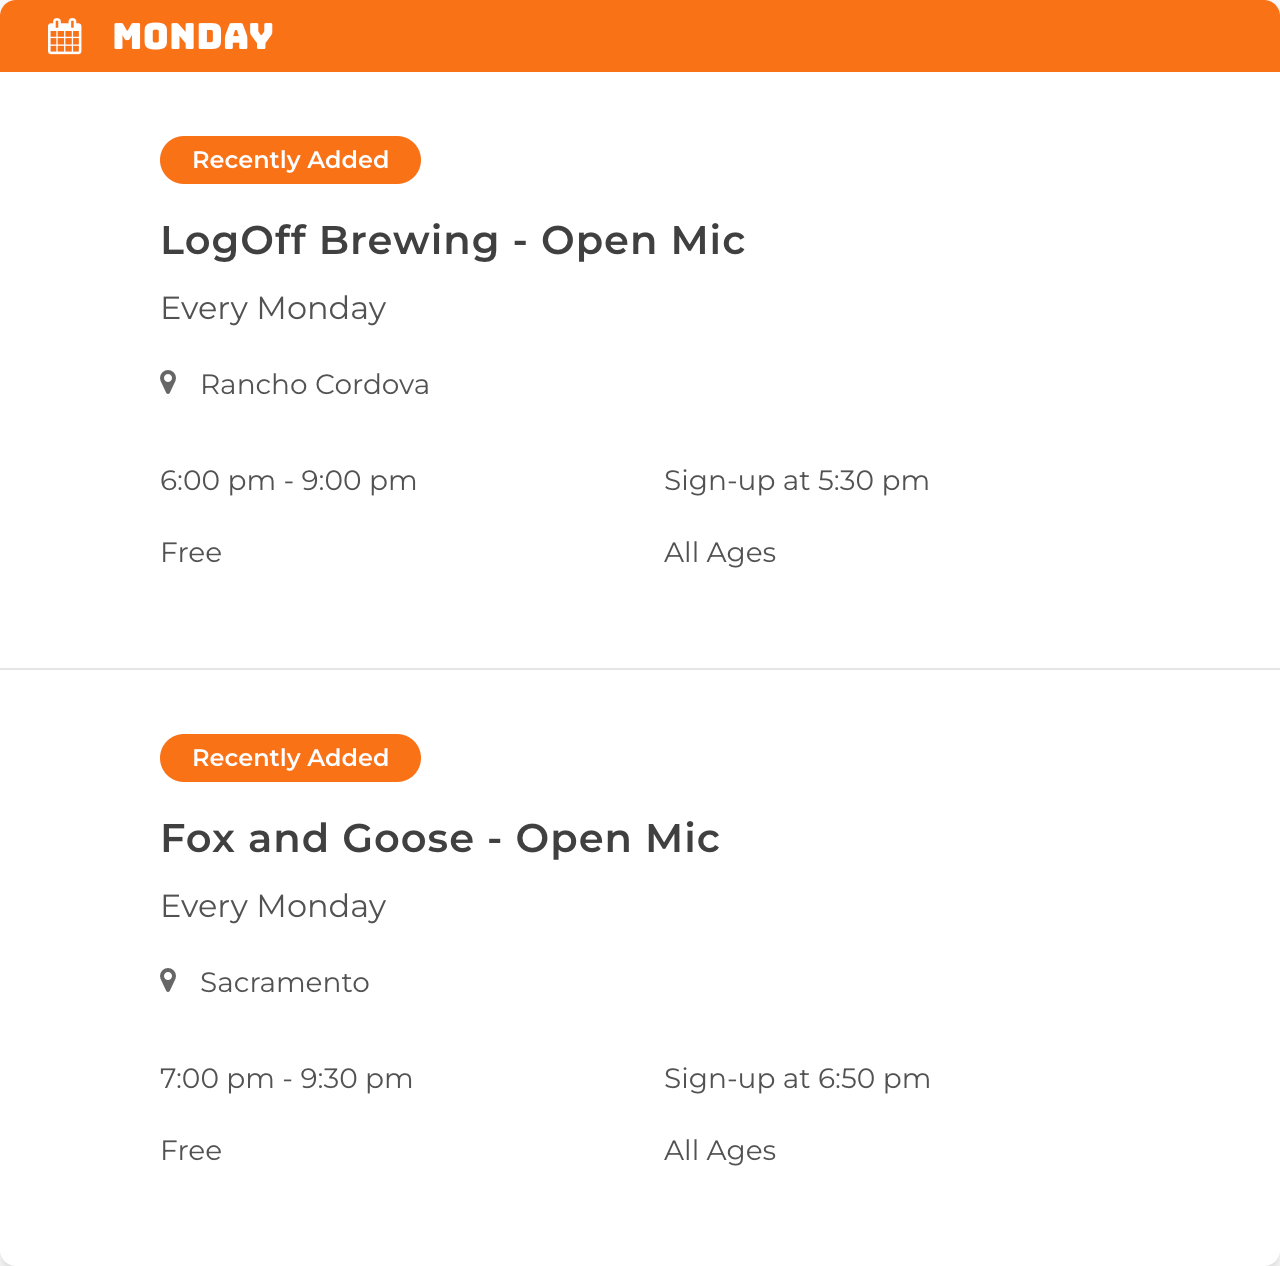 MONDAY
Recently Added
LogOff Brewing - Open Mic
Every Monday
Rancho Cordova
6:00 pm - 9:00 pm
Sign-up at 5:30 pm
Free
All Ages
Recently Added
Fox and Goose - Open Mic
Every Monday
Sacramento
7:00 pm - 9:30 pm
Sign-up at 6:50 pm
Free
All Ages